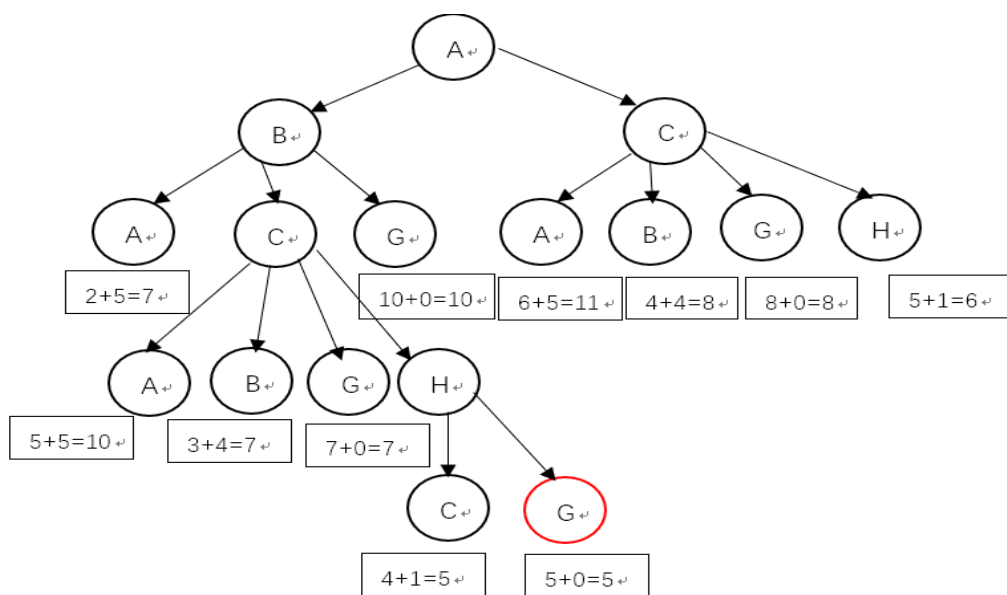 A
B
C
A
C
G
A
B
G
H
2+5=7
10+0=10
6+5=11
4+4=8
8+0=8
5+1=6
A
B
G
H
5+5=10
3+4=7
7+0=7
C
G
4+1=5
5+0=5